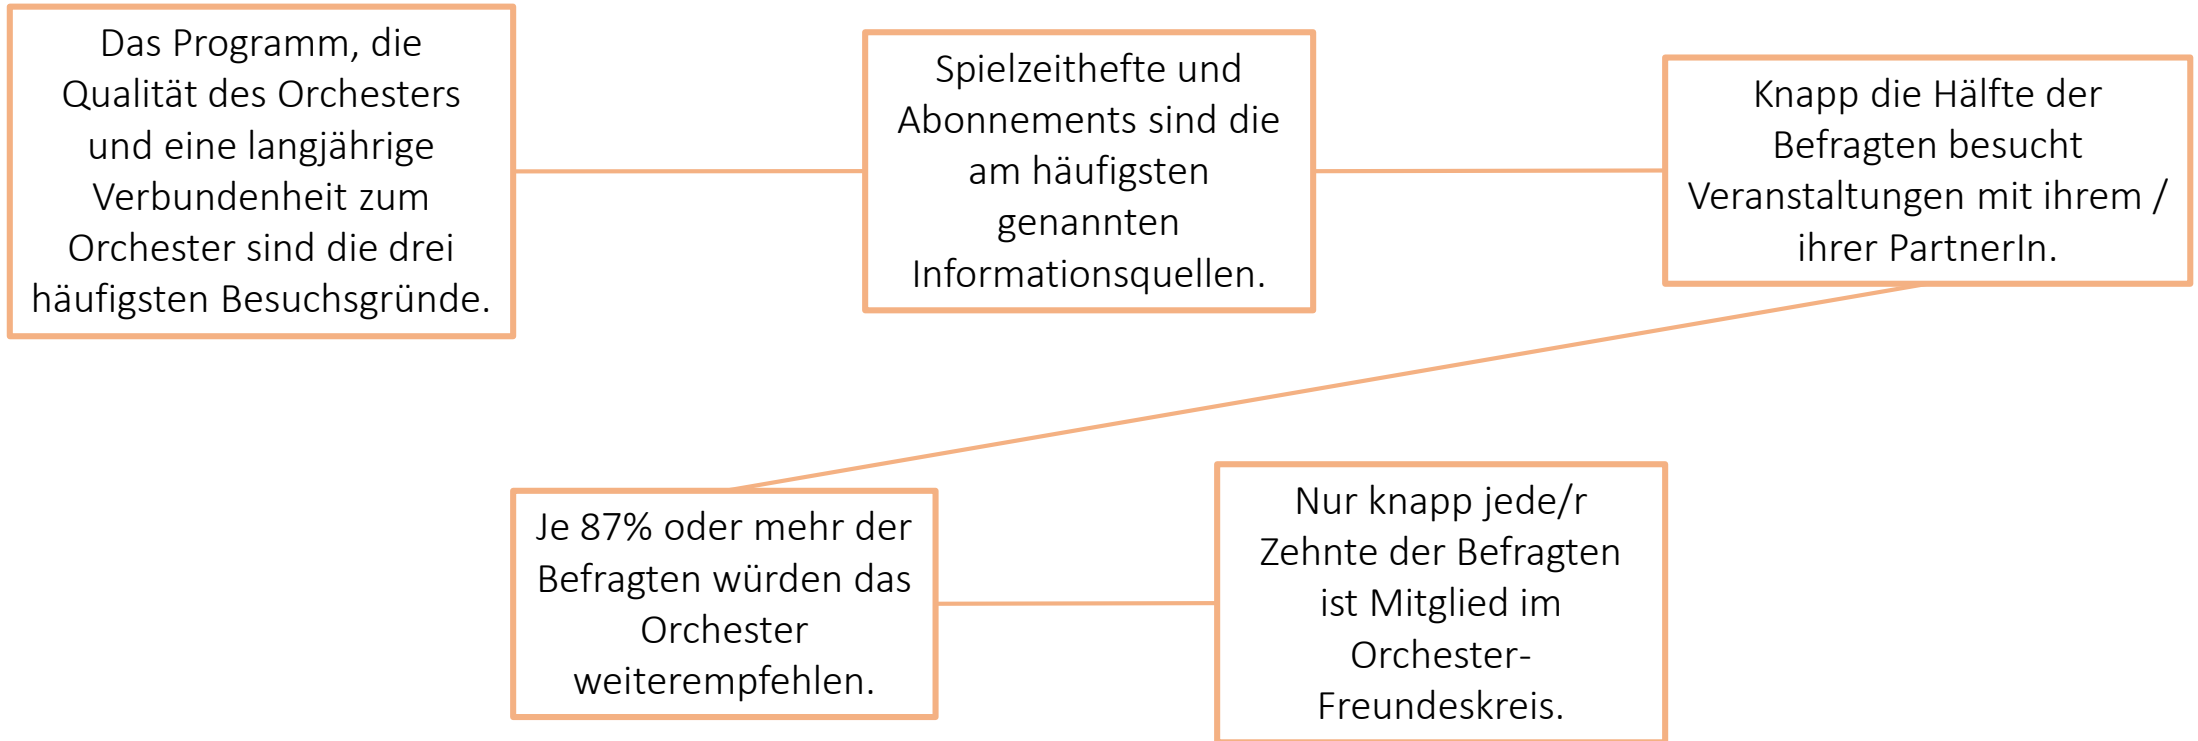 Das Programm, die
Qualität des Orchesters
und eine langjährige
Verbundenheit zum
Orchester sind die drei
häufigsten Besuchsgründe.
Spielzeithefte und
Abonnements sind die
am häufigsten
genannten
Informationsquellen.
Knapp die Hälfte der
Befragten besucht
Veranstaltungen mit ihrem /
ihrer PartnerIn.
Je 87% oder mehr der
Befragten würden das
Orchester
weiterempfehlen.
Nur knapp jede/r
Zehnte der Befragten
ist Mitglied im
Orchester-
Freundeskreis.